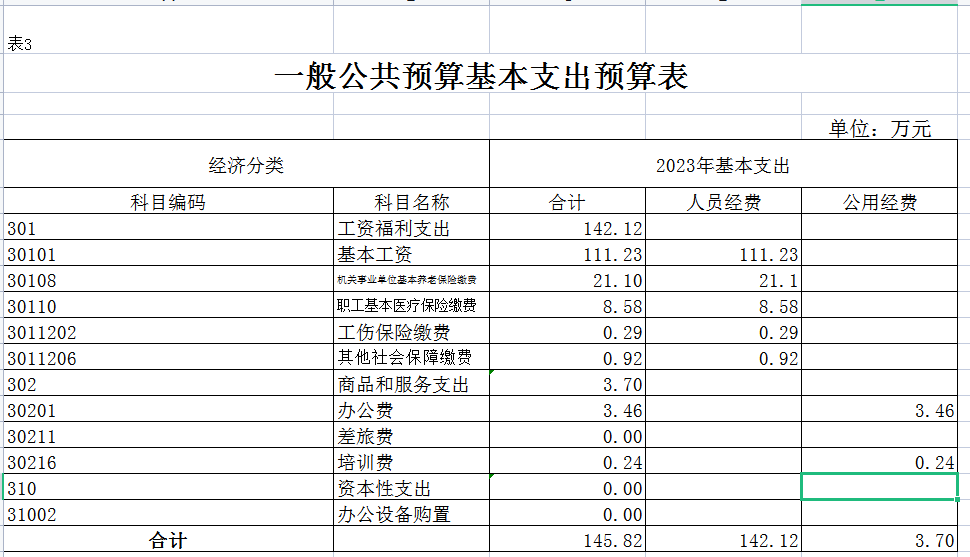 表3
一般公共预算基本支出预算表
单位：万元
经济分类 2023年基本支出
科目编码 科目名称 合计 人员经费 公用经费
301 工资福利支出 142.12
30101 基本工资 111.23 111.23
30108 机关事业单位基本养老保险缴费 21.10 21.1
30110 职工基本医疗保险缴费 8.58 8.58
3011202 工伤保险缴费 0.29 0.29
3011206 其他社会保障缴费 0.92 0.92
302 商品和服务支出 3.70
30201 办公费 3.46 3.46
30211 差旅费 0.00
30216 培训费 0.24 0.24
310 资本性支出 0.00
31002 办公设备购置 0.00
合计 145.82 142.12 3.70